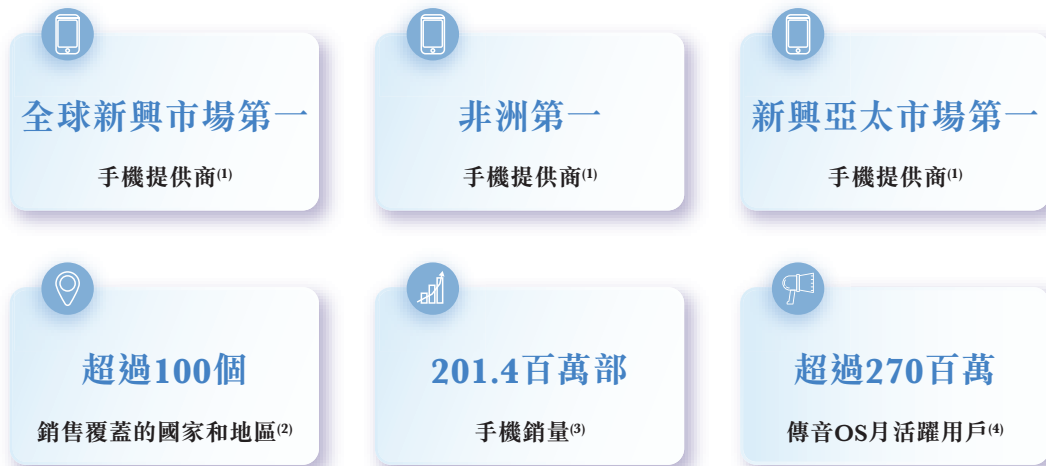 全球新興市場第一
手機提供商(1)
非洲第一
手機提供商(1)
新興亞太市場第一
手機提供商(1)
超過100個
銷售覆蓋的國家和地區(2)
201.4百萬部
手機銷量(3)
超過270百萬
傳音OS月活躍用戶(4)